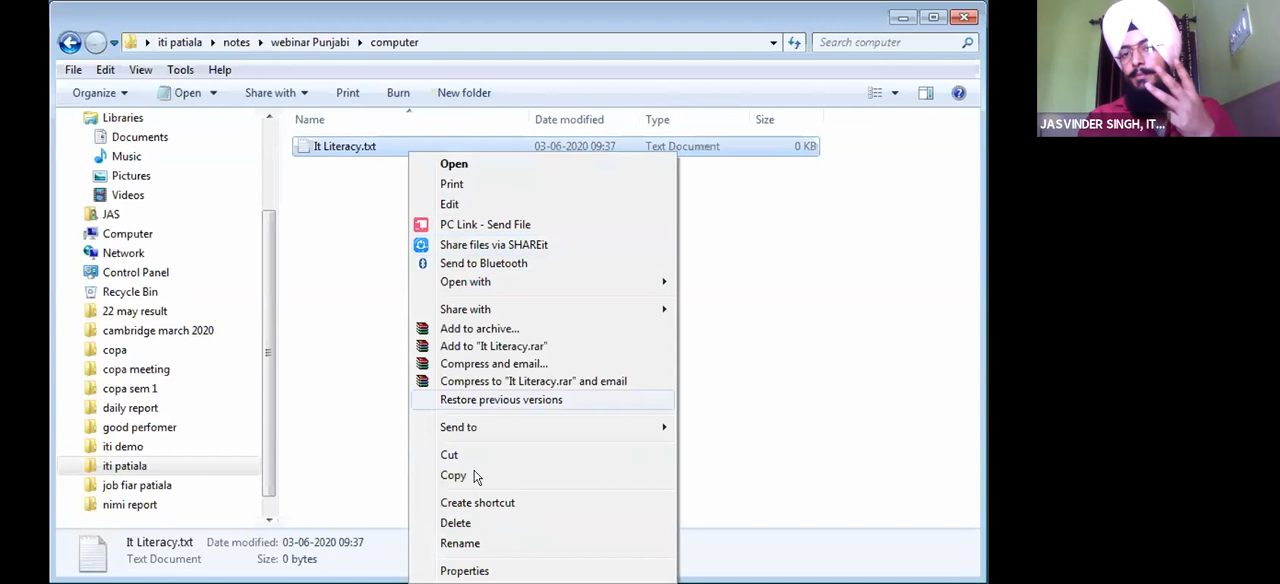 iti patiala notes webinar Punjabi computer
Search computer
File Edit View Tools Help
Organize Open Share with Print Burn New folder
Libraries
Documents
Music
Pictures
Videos
JAS
Computer
Network
Control Panel
Recycle Bin
22 may result
cambridge march 2020
copa
copa meeting
copa sem 1
daily report
good perfomer
iti demo
iti patiala
job fiar patiala
nimi report
Name Date modified Type Size
It Literacy.txt 03-06-2020 09:37 Text Document 0 KB
Open
Print
Edit
PC Link - Send File
Share files via SHAREit
Send to Bluetooth
Open with
Share with
Add to archive...
Add to "It Literacy.rar"
Compress and email...
Compress to "It Literacy.rar" and email
Restore previous versions
Send to
Cut
Copy
Create shortcut
Delete
Rename
Properties
It Literacy.txt Date modified: 03-06-2020 09:37
Text Document Size: 0 bytes
JASVINDER SINGH, IT...